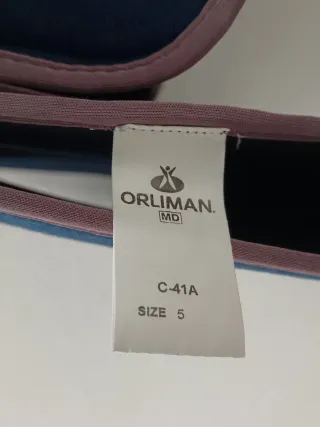 ORLIMAN.
MD
C-41A
SIZE 5